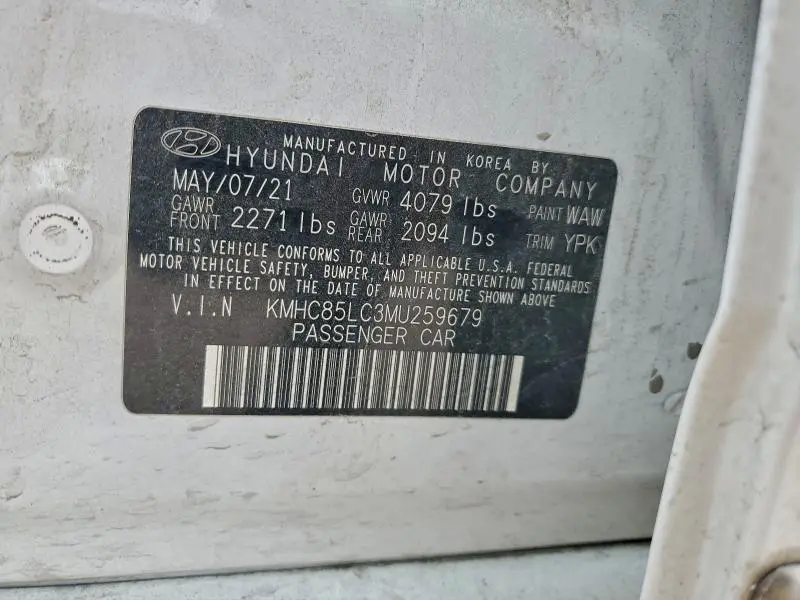 MANUFACTURED IN KOREA BY
HYUNDAI MOTOR COMPANY
MAY/07/21 GVWR 4079 lbs PAINT WAW
GAWR FRONT 2271 lbs GAWR REAR 2094 lbs TRIM YPK
THIS VEHICLE CONFORMS TO ALL APPLICABLE U.S.A. FEDERAL
MOTOR VEHICLE SAFETY, BUMPER, AND THEFT PREVENTION STANDARDS
IN EFFECT ON THE DATE OF MANUFACTURE SHOWN ABOVE
V.I.N KMHC85LC3MU259679
PASSENGER CAR